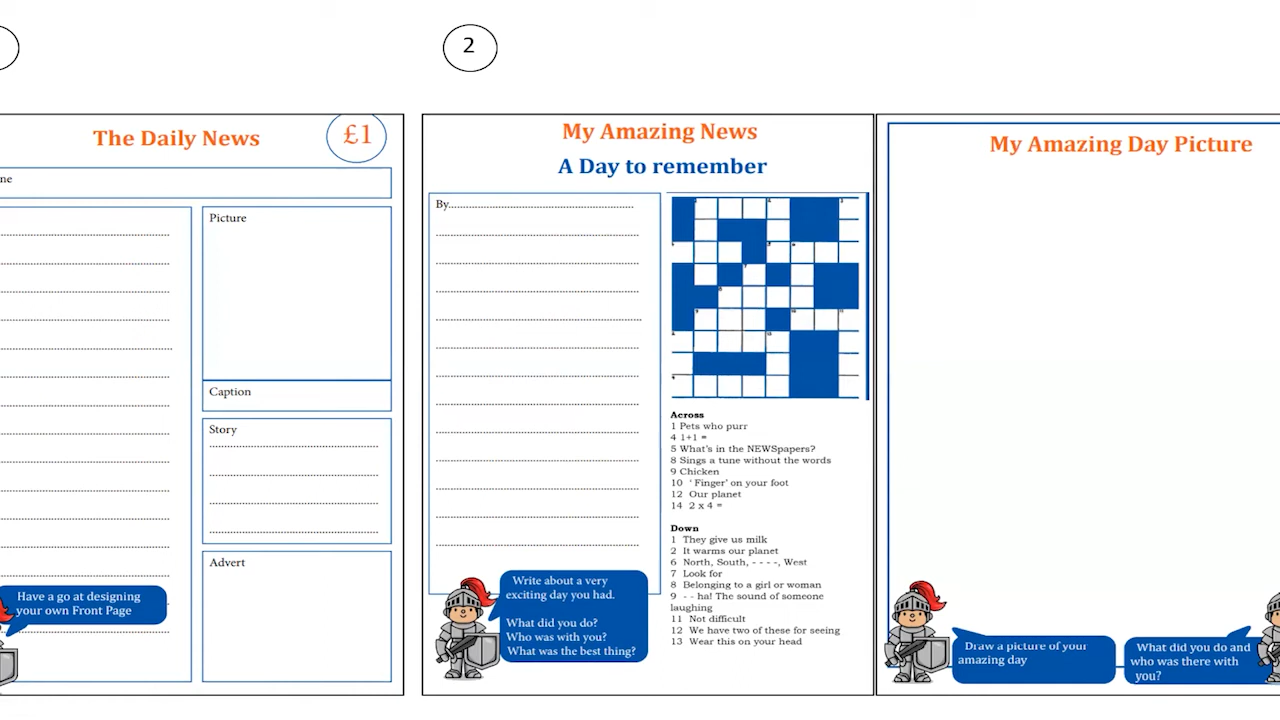 2
The Daily News
£1
ne
Picture
Caption
Story
Advert
Have a go at designing
your own Front Page
My Amazing News
A Day to remember
By
Across
1 Pets who purr
4 1+1 =
5 What's in the NEWSpapers?
8 Sings a tune without the words
9 Chicken
10 ' Finger' on your foot
12 Our planet
14 2 x 4 =
Down
1 They give us milk
2 It warms our planet
6 North, South, - - - -, West
7 Look for
8 Belonging to a girl or woman
9 - - ha! The sound of someone
laughing
11 Not difficult
12 We have two of these for seeing
13 Wear this on your head
Write about a very
exciting day you had.
What did you do?
Who was with you?
What was the best thing?
My Amazing Day Picture
Draw a picture of your
amazing day
What did you do and
who was there with
you?